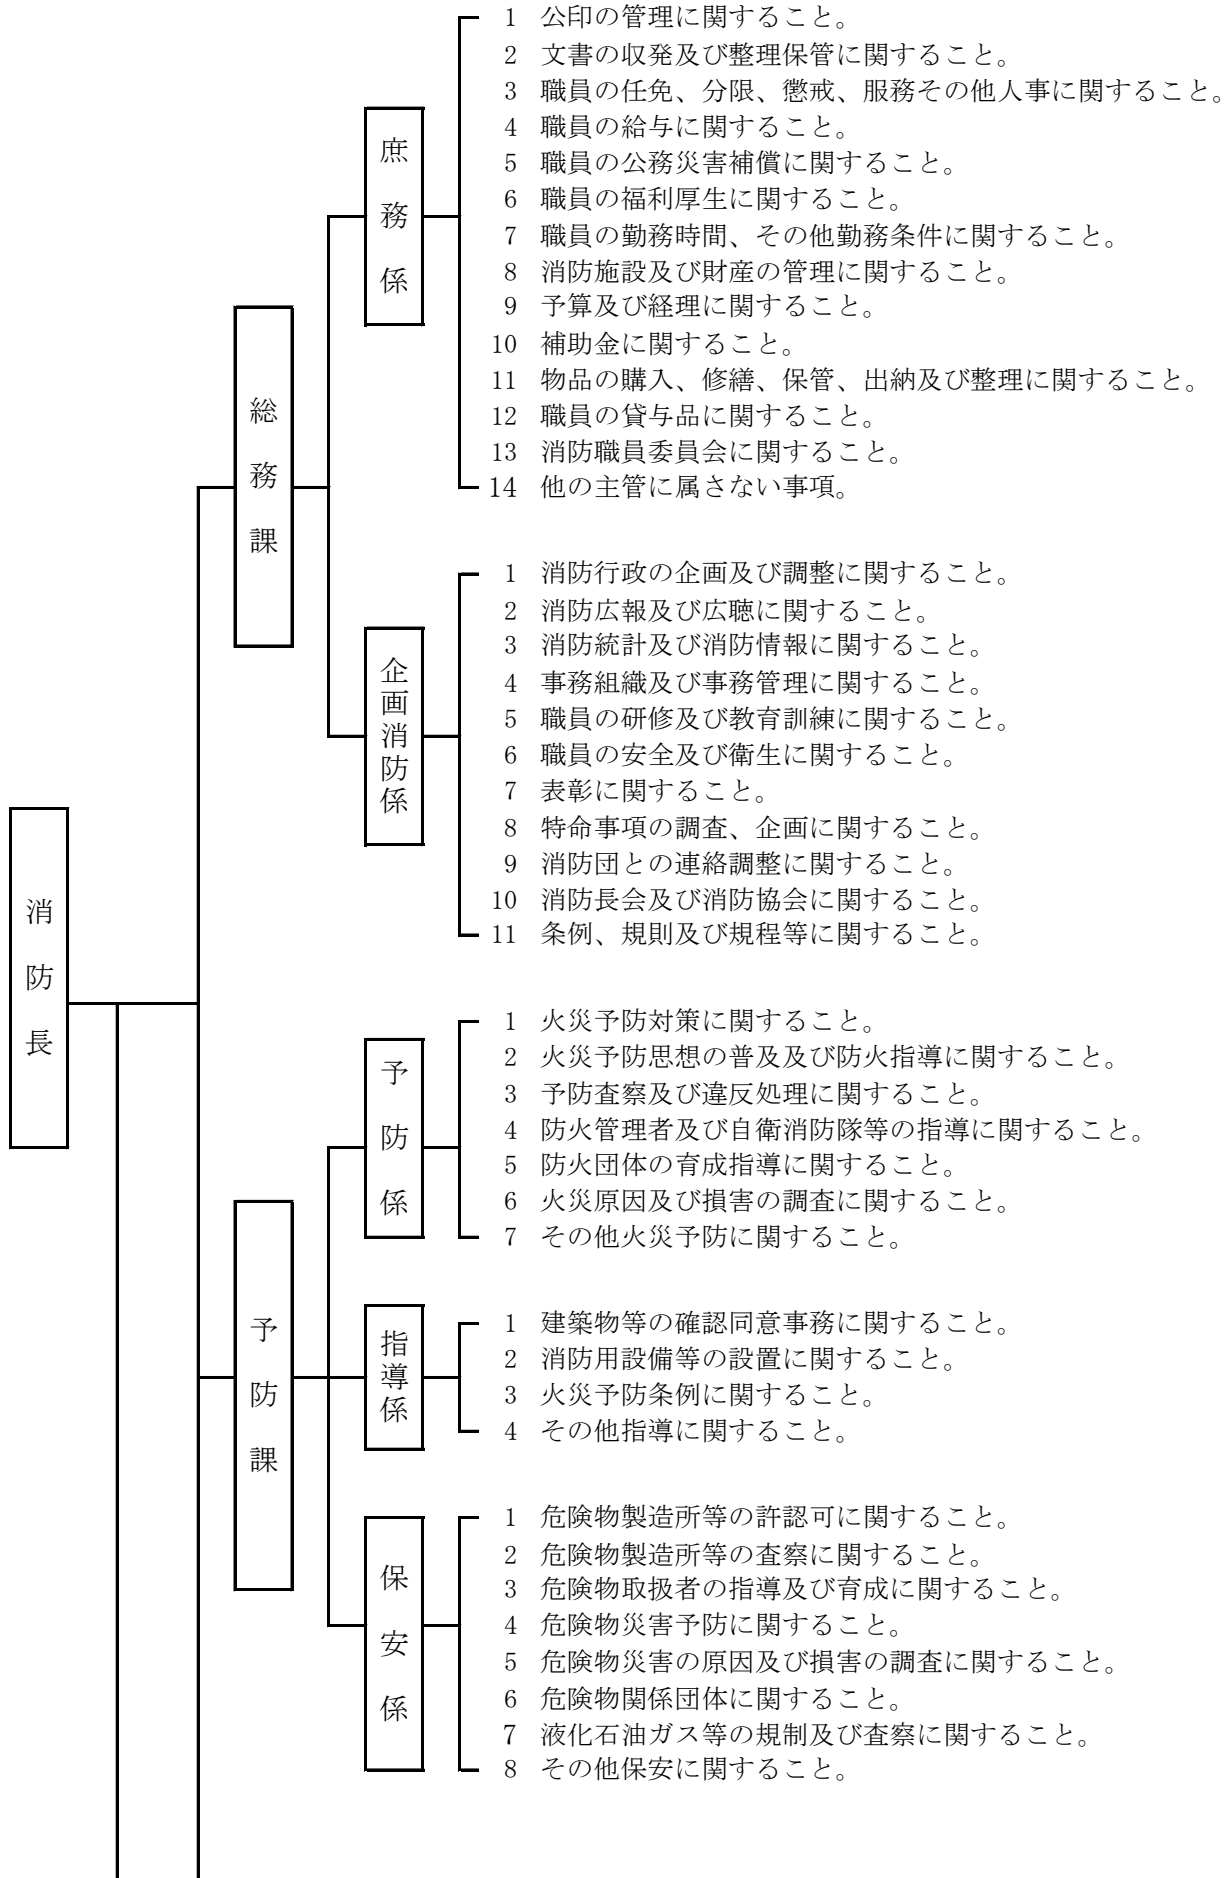 消防長
総務課
庶務係
1 公印の管理に関すること。
2 文書の収発及び整理保管に関すること。
3 職員の任免、分限、懲戒、服務その他人事に関すること。
4 職員の給与に関すること。
5 職員の公務災害補償に関すること。
6 職員の福利厚生に関すること。
7 職員の勤務時間、その他勤務条件に関すること。
8 消防施設及び財産の管理に関すること。
9 予算及び経理に関すること。
10 補助金に関すること。
11 物品の購入、修繕、保管、出納及び整理に関すること。
12 職員の貸与品に関すること。
13 消防職員委員会に関すること。
14 他の主管に属さない事項。
企画消防係
1 消防行政の企画及び調整に関すること。
2 消防広報及び広聴に関すること。
3 消防統計及び消防情報に関すること。
4 事務組織及び事務管理に関すること。
5 職員の研修及び教育訓練に関すること。
6 職員の安全及び衛生に関すること。
7 表彰に関すること。
8 特命事項の調査、企画に関すること。
9 消防団との連絡調整に関すること。
10 消防長会及び消防協会に関すること。
11 条例、規則及び規程等に関すること。
予防課
予防係
1 火災予防対策に関すること。
2 火災予防思想の普及及び防火指導に関すること。
3 予防査察及び違反処理に関すること。
4 防火管理者及び自衛消防隊等の指導に関すること。
5 防火団体の育成指導に関すること。
6 火災原因及び損害の調査に関すること。
7 その他火災予防に関すること。
指導係
1 建築物等の確認同意事務に関すること。
2 消防用設備等の設置に関すること。
3 火災予防条例に関すること。
4 その他指導に関すること。
保安係
1 危険物製造所等の許認可に関すること。
2 危険物製造所等の査察に関すること。
3 危険物取扱者の指導及び育成に関すること。
4 危険物災害予防に関すること。
5 危険物災害の原因及び損害の調査に関すること。
6 危険物関係団体に関すること。
7 液化石油ガス等の規制及び査察に関すること。
8 その他保安に関すること。